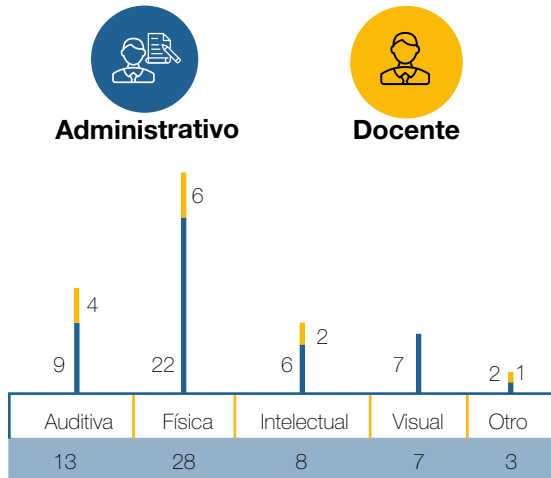 Administrativo Docente
6
4
2
9 22 6 7 2 1
Auditiva Física Intelectual Visual Otro
13 28 8 7 3